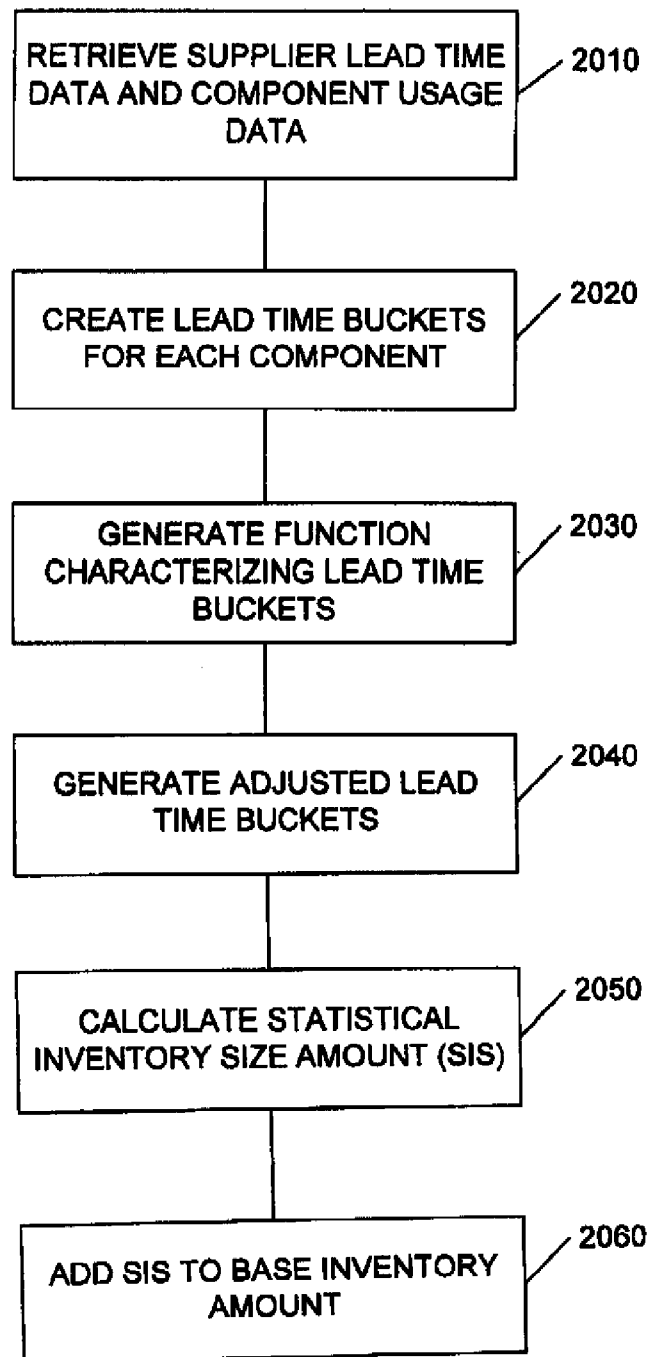 RETRIEVE SUPPLIER LEAD TIME
DATA AND COMPONENT USAGE
DATA
2010
CREATE LEAD TIME BUCKETS
FOR EACH COMPONENT
2020
GENERATE FUNCTION
CHARACTERIZING LEAD TIME
BUCKETS
2030
GENERATE ADJUSTED LEAD
TIME BUCKETS
2040
CALCULATE STATISTICAL
INVENTORY SIZE AMOUNT (SIS)
2050
ADD SIS TO BASE INVENTORY
AMOUNT
2060